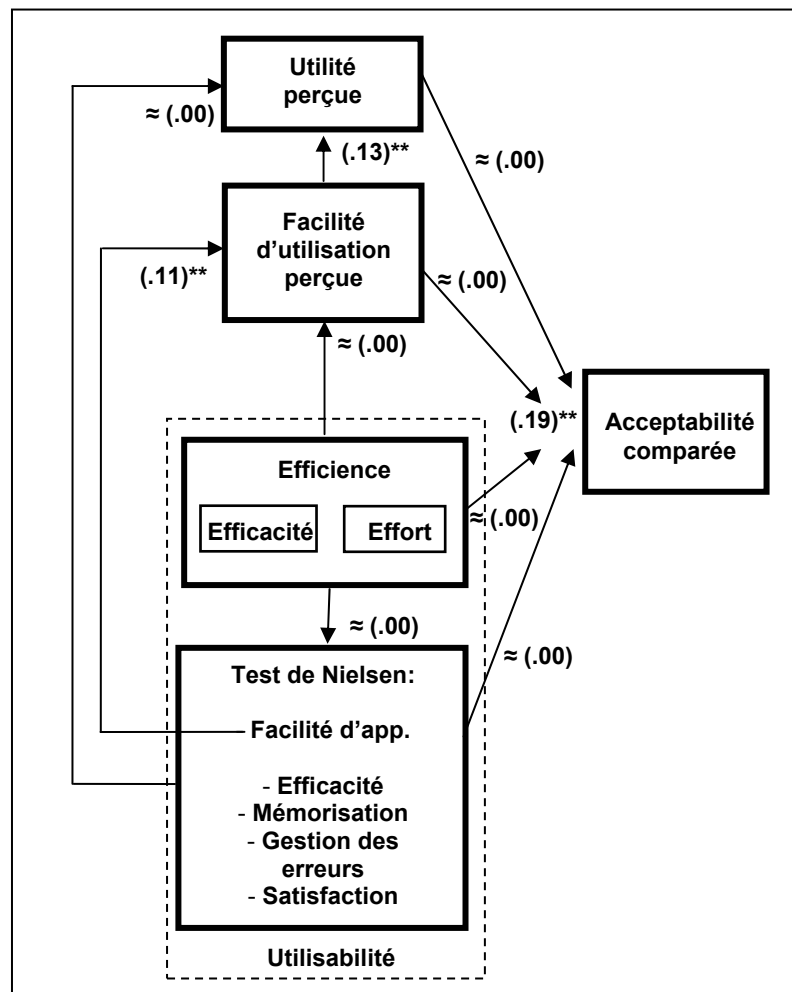 Utilité
perçue
≈ (.00)
(.13)**
≈ (.00)
Facilité
d’utilisation
perçue
(.11)**
≈ (.00)
≈ (.00)
(.19)**
Acceptabilité
comparée
Efficience
Efficacité
Effort
≈ (.00)
≈ (.00)
≈ (.00)
Test de Nielsen:
Facilité d’app.
- Efficacité
- Mémorisation
- Gestion des
erreurs
- Satisfaction
Utilisabilité